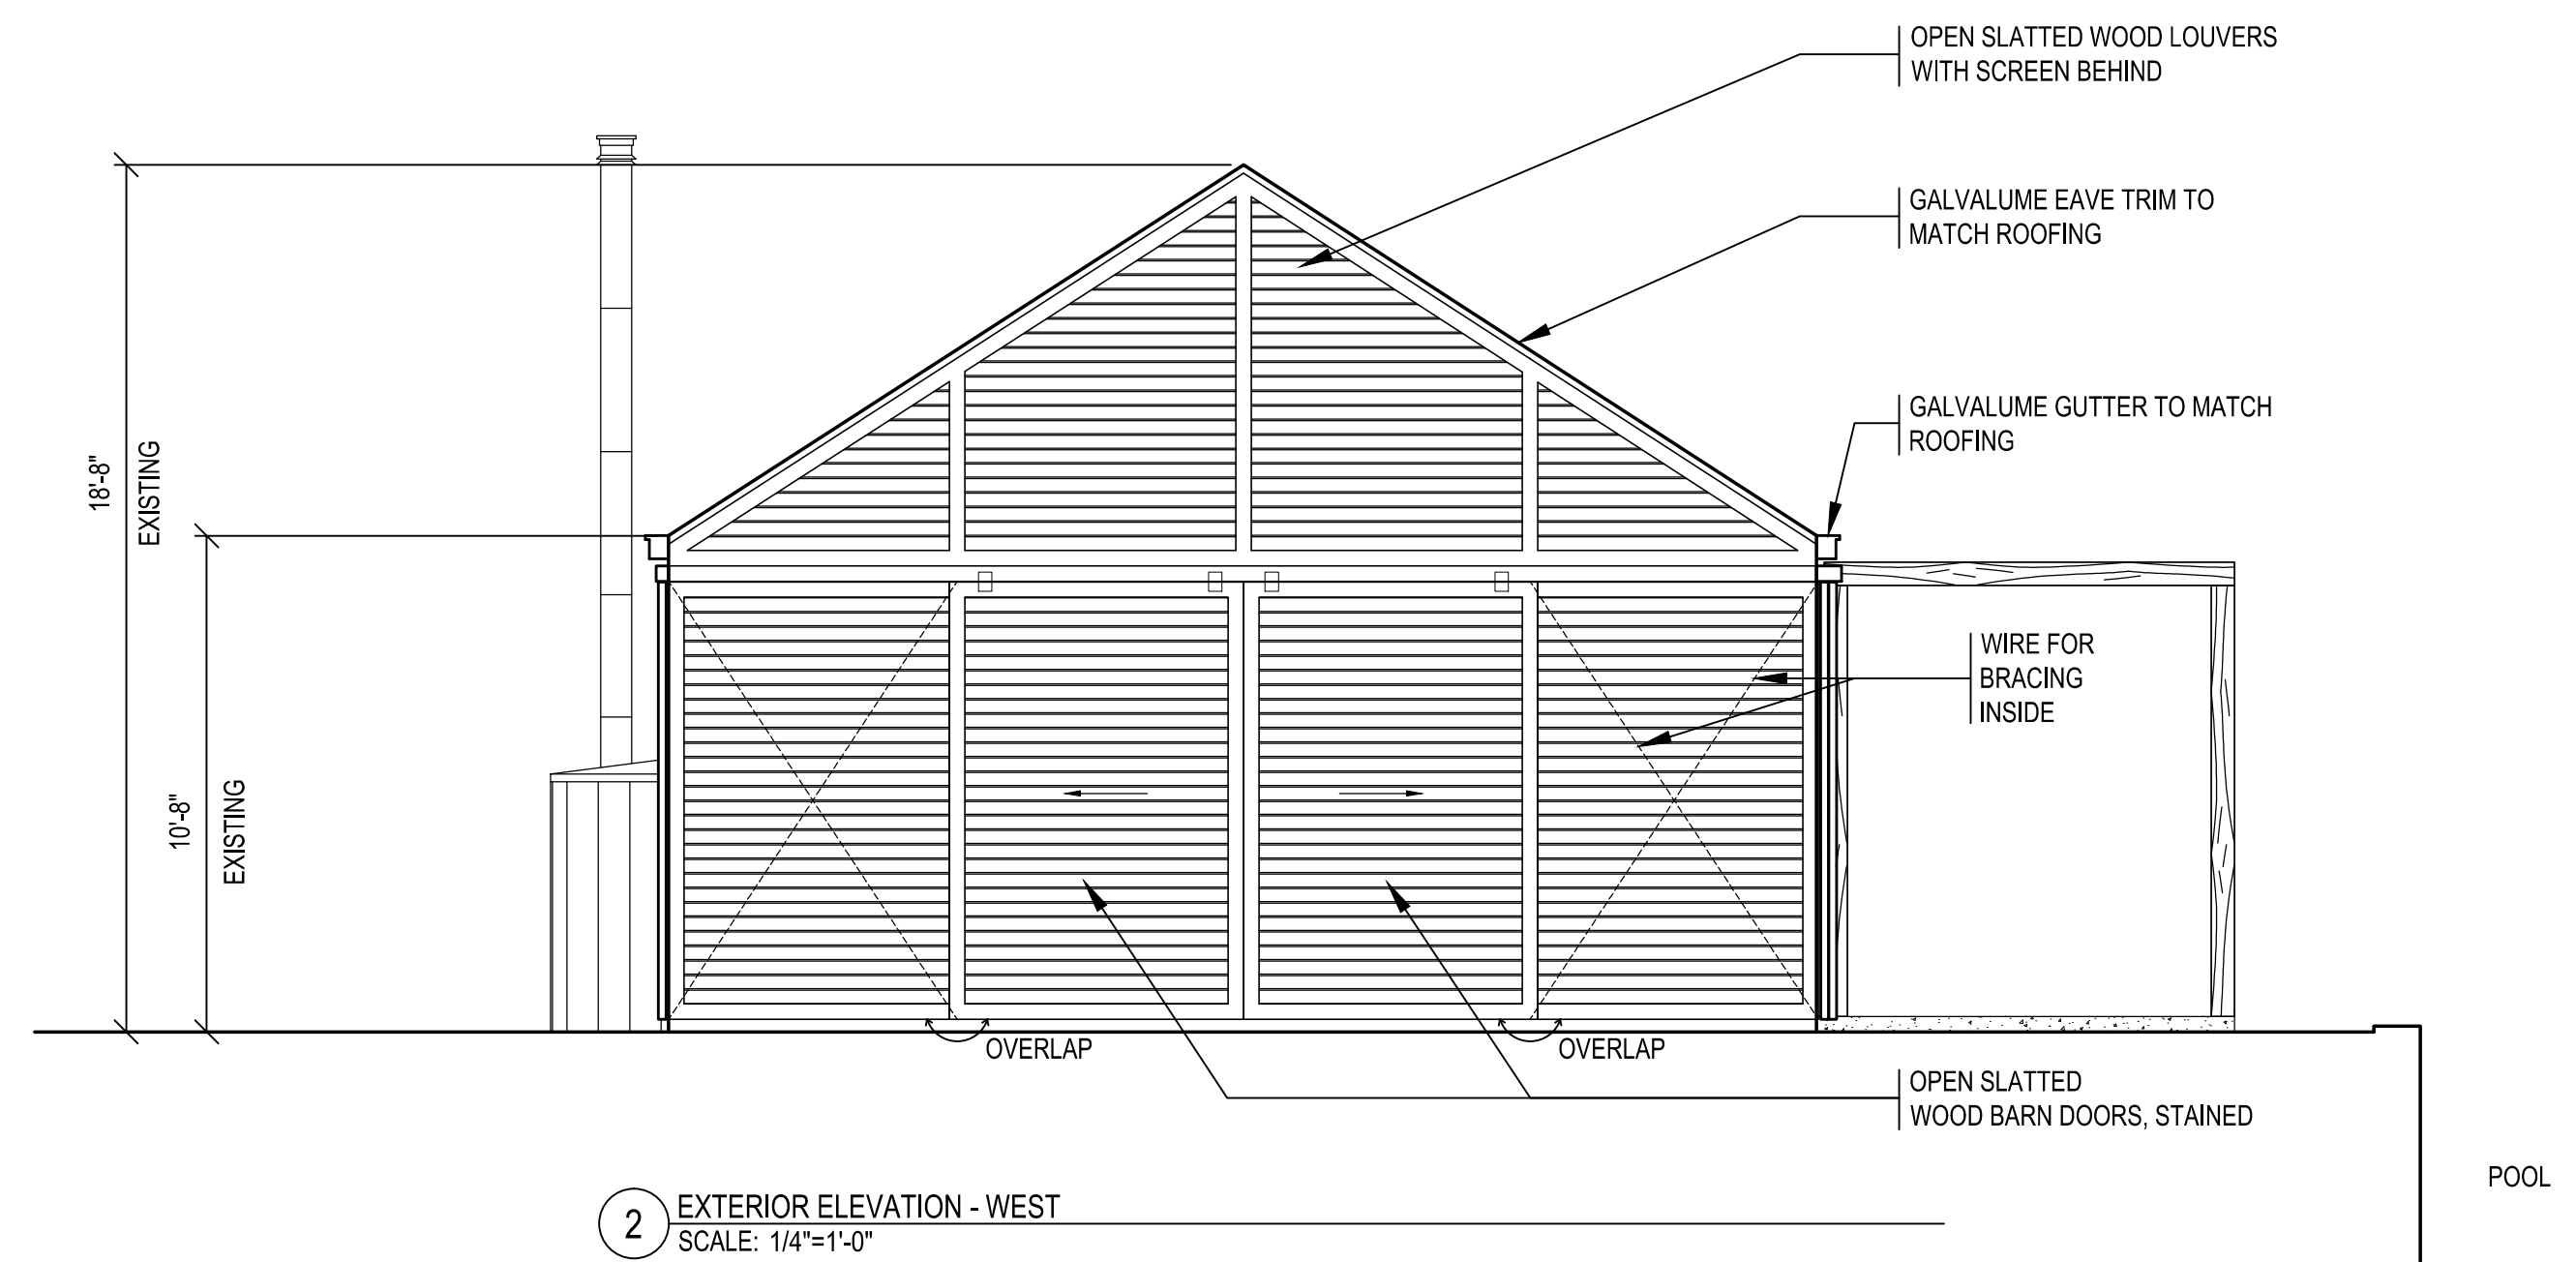 OPEN SLATTED WOOD LOUVERS
WITH SCREEN BEHIND
GALVALUME EAVE TRIM TO
MATCH ROOFING
GALVALUME GUTTER TO MATCH
ROOFING
18'-8"
EXISTING
10'-8"
EXISTING
WIRE FOR
BRACING
INSIDE
OVERLAP
OVERLAP
OPEN SLATTED
WOOD BARN DOORS, STAINED
POOL
2
EXTERIOR ELEVATION - WEST
SCALE: 1/4"=1'-0"